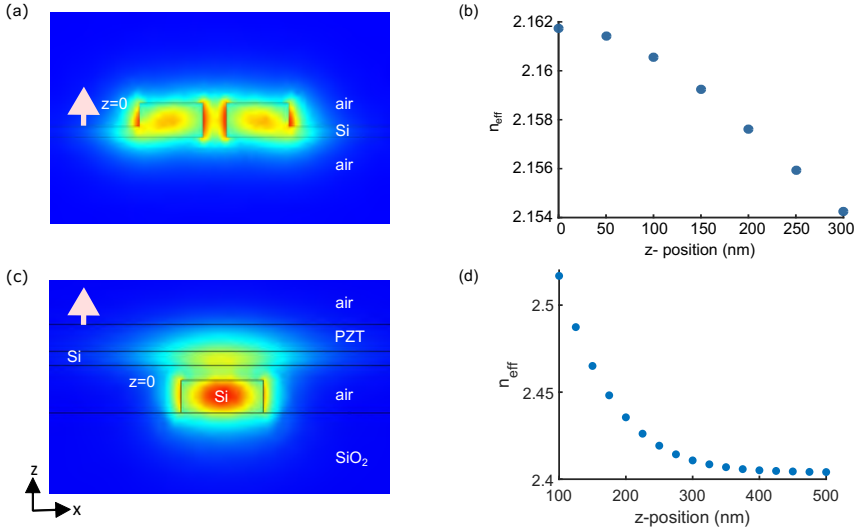 (a)
z=0
air
Si
air
(b)
2.162
2.16
2.158
2.156
2.154
n_eff
0 50 100 150 200 250 300
z- position (nm)
(c)
air
PZT
Si
z=0
Si
air
SiO₂
z
x
(d)
2.5
2.45
2.4
n_eff
100 200 300 400 500
z-position (nm)